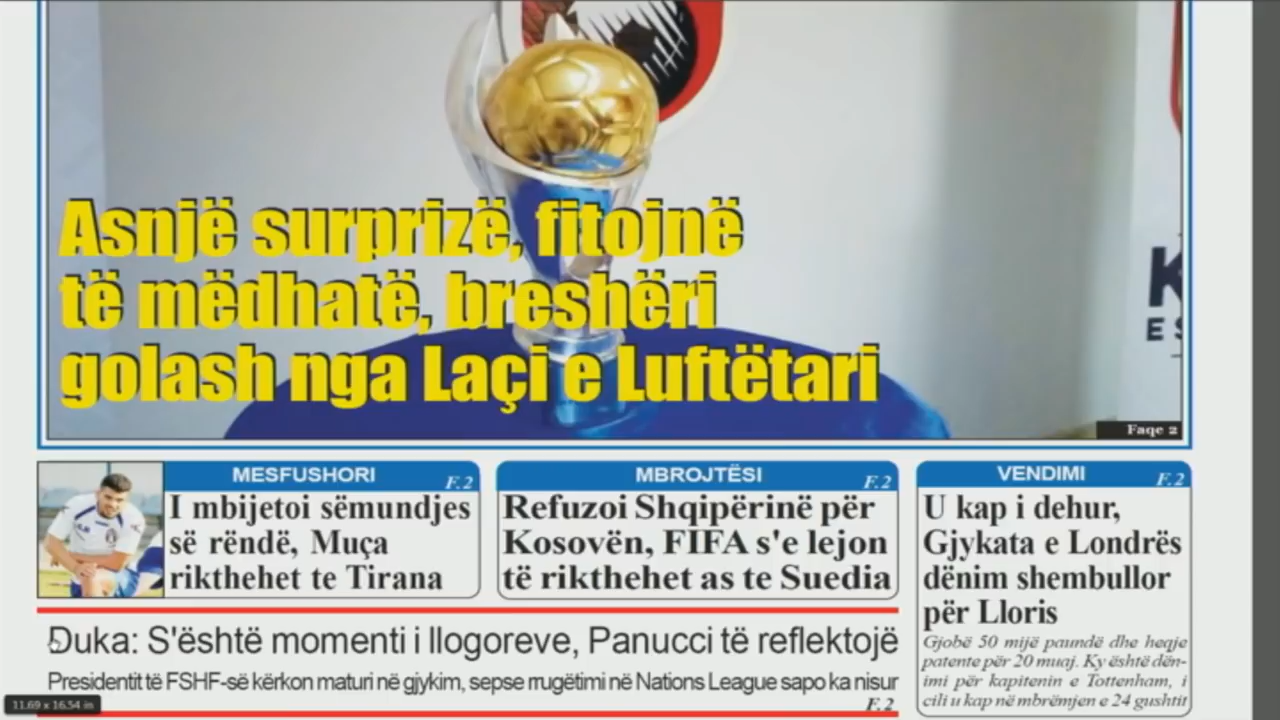 Asnjë surprizë, fitojnë
të mëdhatë, breshëri
golash nga Laçi e Luftëtari
Faqe 2
MESFUSHORI
F. 2
I mbijetoi sëmundjes
së rëndë, Muça
rikthehet te Tirana
MBROJTËSI
F. 2
Refuzoi Shqipërinë për
Kosovën, FIFA s'e lejon
të rikthehet as te Suedia
VENDIMI
F. 2
U kap i dehur,
Gjykata e Londrës
dënim shembullor
për Lloris
Gjobë 50 mijë paundë dhe heqje
patente për 20 muaj. Ky është dën-
imi për kapitenin e Tottenham, i
cili u kap në mbrëmjen e 24 gushtit
Duka: S'është momenti i llogoreve, Panucci të reflektojë
Presidentit të FSHF-së kërkon maturi në gjykim, sepse rrugëtimi në Nations League sapo ka nisur
F. 2
11.69 x 16.54 in